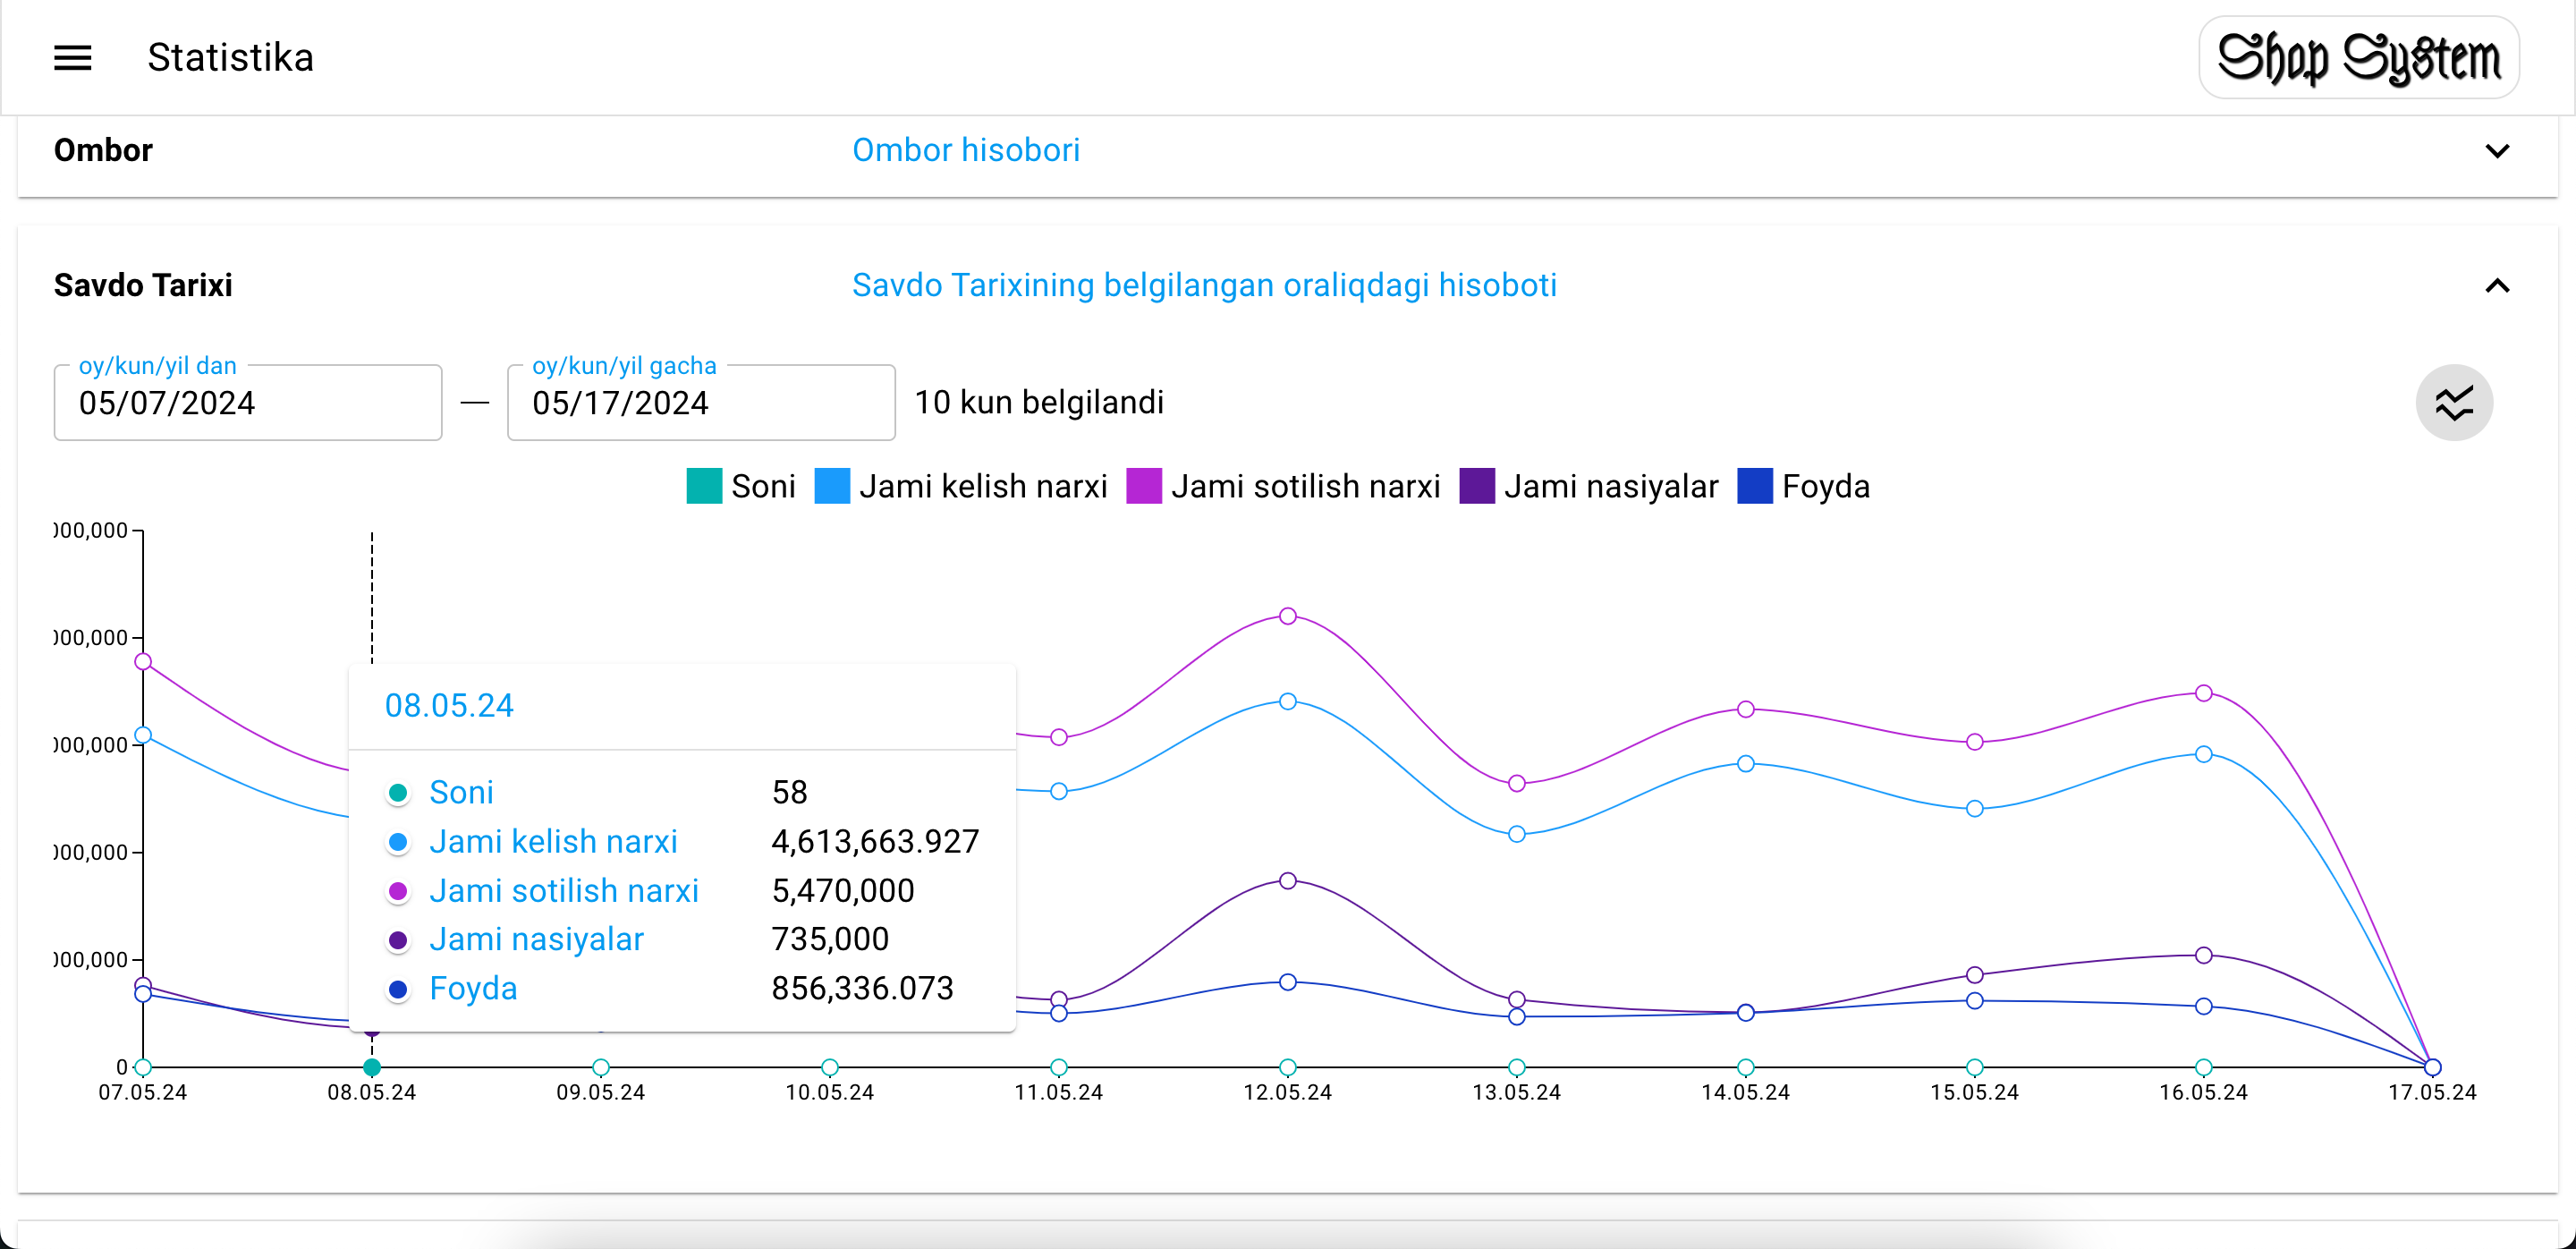 Statistika
Shop System
Ombor
Ombor hisobori
Savdo Tarixi
Savdo Tarixining belgilangan oraliqdagi hisoboti
oy/kun/yil dan
05/07/2024
—
oy/kun/yil gacha
05/17/2024
10 kun belgilandi
Soni
Jami kelish narxi
Jami sotilish narxi
Jami nasiyalar
Foyda
00,000
00,000
00,000
00,000
00,000
0
08.05.24
Soni 58
Jami kelish narxi 4,613,663.927
Jami sotilish narxi 5,470,000
Jami nasiyalar 735,000
Foyda 856,336.073
07.05.24 08.05.24 09.05.24 10.05.24 11.05.24 12.05.24 13.05.24 14.05.24 15.05.24 16.05.24 17.05.24